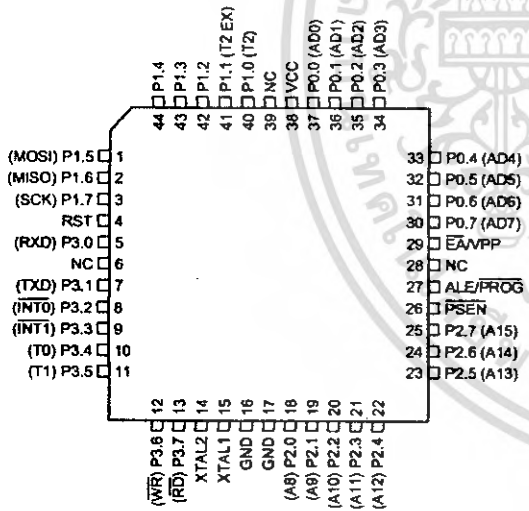 P1.4
P1.3
P1.2
P1.1 (T2 EX)
P1.0 (T2)
NC
VCC
P0.0 (AD0)
P0.1 (AD1)
P0.2 (AD2)
P0.3 (AD3)
44 43 42 41 40 39 38 37 36 35 34
(MOSI) P1.5 1
(MISO) P1.6 2
(SCK) P1.7 3
RST 4
(RXD) P3.0 5
NC 6
(TXD) P3.1 7
(INT0) P3.2 8
(INT1) P3.3 9
(T0) P3.4 10
(T1) P3.5 11
33 P0.4 (AD4)
32 P0.5 (AD5)
31 P0.6 (AD6)
30 P0.7 (AD7)
29 EA/VPP
28 NC
27 ALE/PROG
26 PSEN
25 P2.7 (A15)
24 P2.6 (A14)
23 P2.5 (A13)
12 13 14 15 16 17 18 19 20 21 22
(WR) P3.6
(RD) P3.7
XTAL2
XTAL1
GND
GND
(A8) P2.0
(A9) P2.1
(A10) P2.2
(A11) P2.3
(A12) P2.4